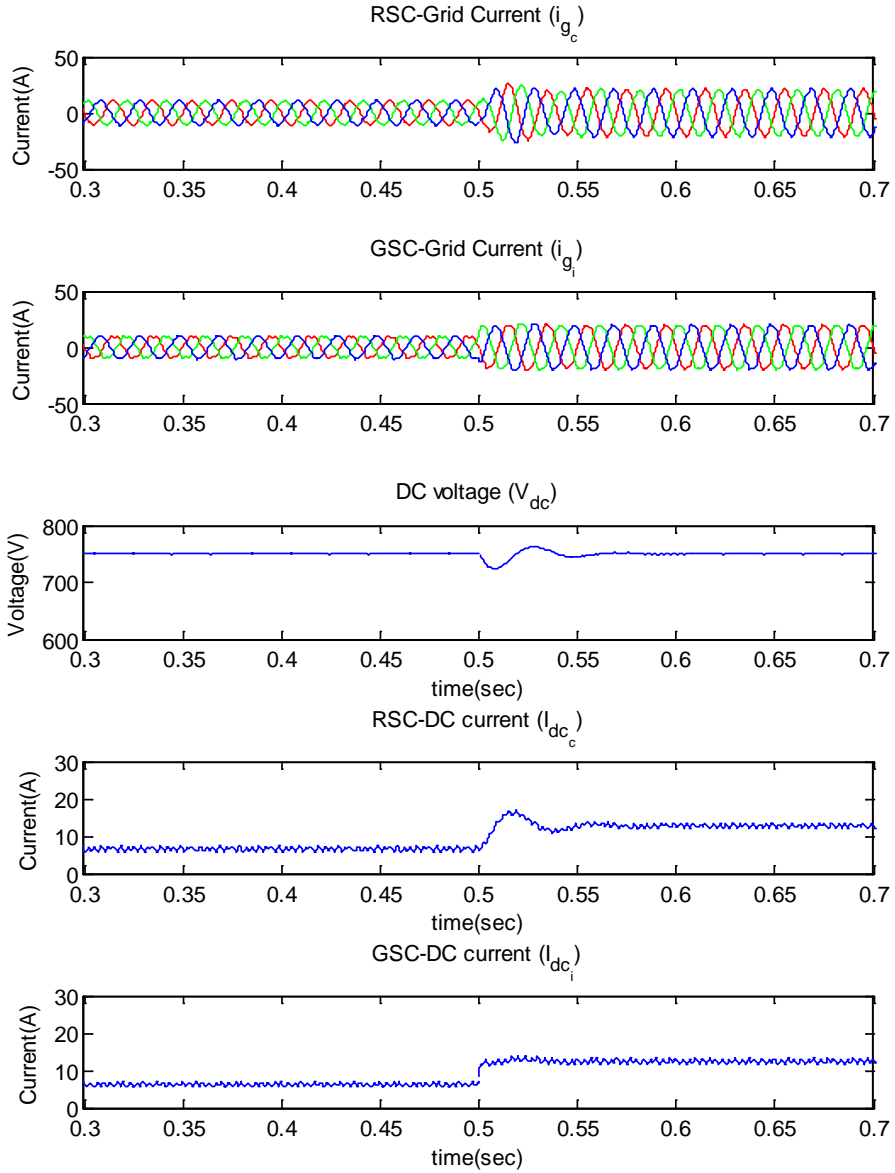 RSC-Grid Current (i_g_c)
50
0
-50
Current(A)
0.3 0.35 0.4 0.45 0.5 0.55 0.6 0.65 0.7
GSC-Grid Current (i_g_i)
50
0
-50
Current(A)
0.3 0.35 0.4 0.45 0.5 0.55 0.6 0.65 0.7
DC voltage (V_dc)
800
700
600
Voltage(V)
0.3 0.35 0.4 0.45 0.5 0.55 0.6 0.65 0.7
time(sec)
RSC-DC current (I_dc_c)
30
20
10
0
Current(A)
0.3 0.35 0.4 0.45 0.5 0.55 0.6 0.65 0.7
time(sec)
GSC-DC current (I_dc_i)
30
20
10
0
Current(A)
0.3 0.35 0.4 0.45 0.5 0.55 0.6 0.65 0.7
time(sec)